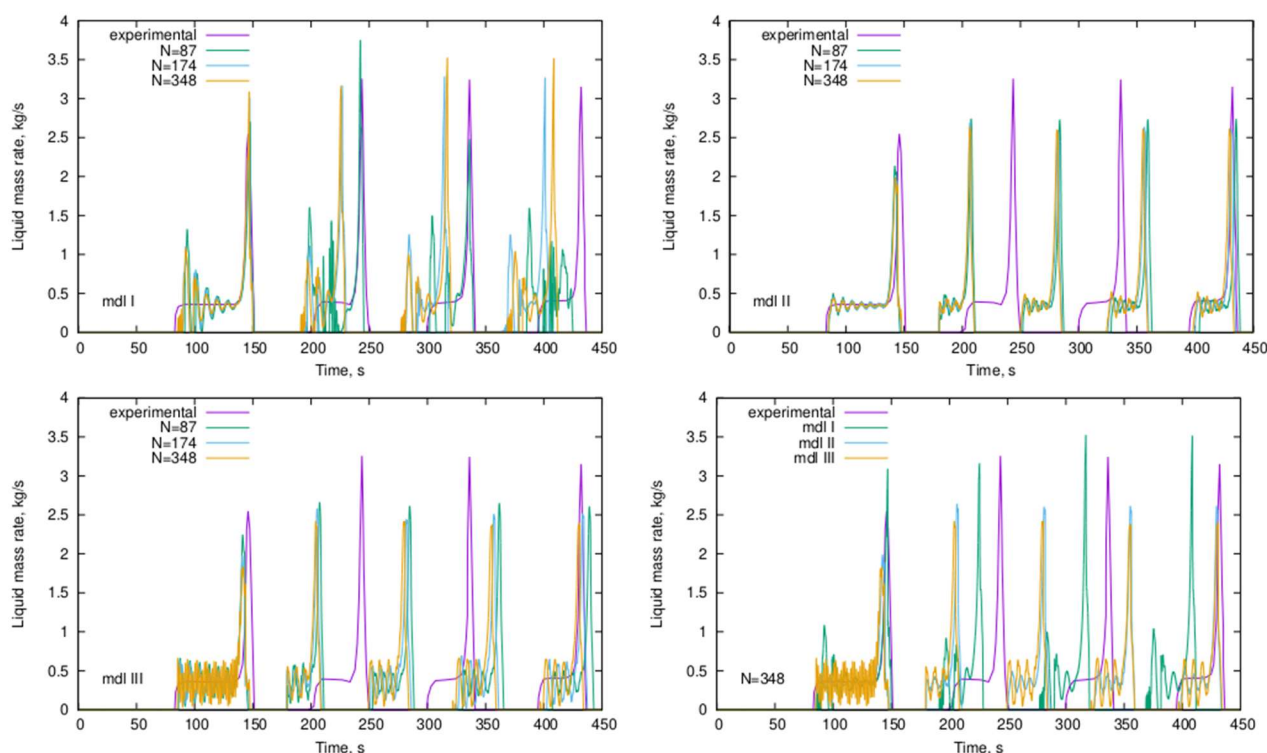 4
3.5
3
2.5
2
1.5
1
0.5
0
Liquid mass rate, kg/s
experimental
N=87
N=174
N=348
mdl I
0 50 100 150 200 250 300 350 400 450
Time, s
4
3.5
3
2.5
2
1.5
1
0.5
0
Liquid mass rate, kg/s
experimental
N=87
N=174
N=348
mdl II
0 50 100 150 200 250 300 350 400 450
Time, s
4
3.5
3
2.5
2
1.5
1
0.5
0
Liquid mass rate, kg/s
experimental
N=87
N=174
N=348
mdl III
0 50 100 150 200 250 300 350 400 450
Time, s
4
3.5
3
2.5
2
1.5
1
0.5
0
Liquid mass rate, kg/s
experimental
mdl I
mdl II
mdl III
N=348
0 50 100 150 200 250 300 350 400 450
Time, s